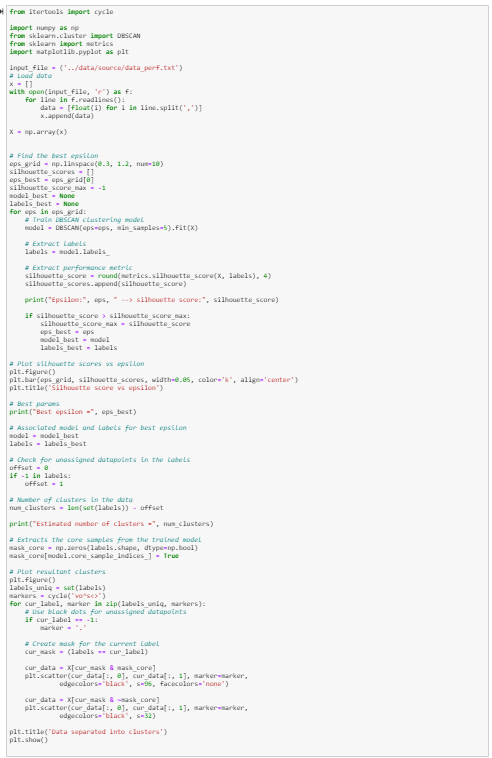 from itertools import cycle
import numpy as np
from sklearn.cluster import DBSCAN
from sklearn import metrics
import matplotlib.pyplot as plt
input_file = ('../data/source/data_perf.txt')
# Load data
x = []
with open(input_file, 'r') as f:
    for line in f.readlines():
        data = [float(i) for i in line.split(',')]
        x.append(data)
X = np.array(x)
# Find the best epsilon
eps_grid = np.linspace(0.3, 1.2, num=10)
silhouette_scores = []
eps_best = eps_grid[0]
silhouette_score_max = -1
model_best = None
labels_best = None
for eps in eps_grid:
    # Train DBSCAN clustering model
    model = DBSCAN(eps=eps, min_samples=5).fit(X)
    # Extract labels
    labels = model.labels_
    # Extract performance metric
    silhouette_score = round(metrics.silhouette_score(X, labels), 4)
    silhouette_scores.append(silhouette_score)
    print("Epsilon:", eps, " --> silhouette score:", silhouette_score)
    if silhouette_score > silhouette_score_max:
        silhouette_score_max = silhouette_score
        eps_best = eps
        model_best = model
        labels_best = labels
# Plot silhouette scores vs epsilon
plt.figure()
plt.bar(eps_grid, silhouette_scores, width=0.05, color='k', align='center')
plt.title('Silhouette score vs epsilon')
# Best params
print("Best epsilon =", eps_best)
# Associated model and labels for best epsilon
model = model_best
labels = labels_best
# Check for unassigned datapoints in the labels
offset = 0
if -1 in labels:
    offset = 1
# Number of clusters in the data
num_clusters = len(set(labels)) - offset
print("Estimated number of clusters =", num_clusters)
# Extracts the core samples from the trained model
mask_core = np.zeros(labels.shape, dtype=np.bool)
mask_core[model.core_sample_indices_] = True
# Plot resultant clusters
plt.figure()
labels_uniq = set(labels)
markers = cycle('vo^s<>')
for cur_label, marker in zip(labels_uniq, markers):
    # Use black dots for unassigned datapoints
    if cur_label == -1:
        marker = '.'
    # Create mask for the current label
    cur_mask = (labels == cur_label)
    cur_data = X[cur_mask & mask_core]
    plt.scatter(cur_data[:, 0], cur_data[:, 1], marker=marker,
            edgecolors='black', s=96, facecolors='none')
    cur_data = X[cur_mask & ~mask_core]
    plt.scatter(cur_data[:, 0], cur_data[:, 1], marker=marker,
            edgecolors='black', s=32)
plt.title('Data separated into clusters')
plt.show()